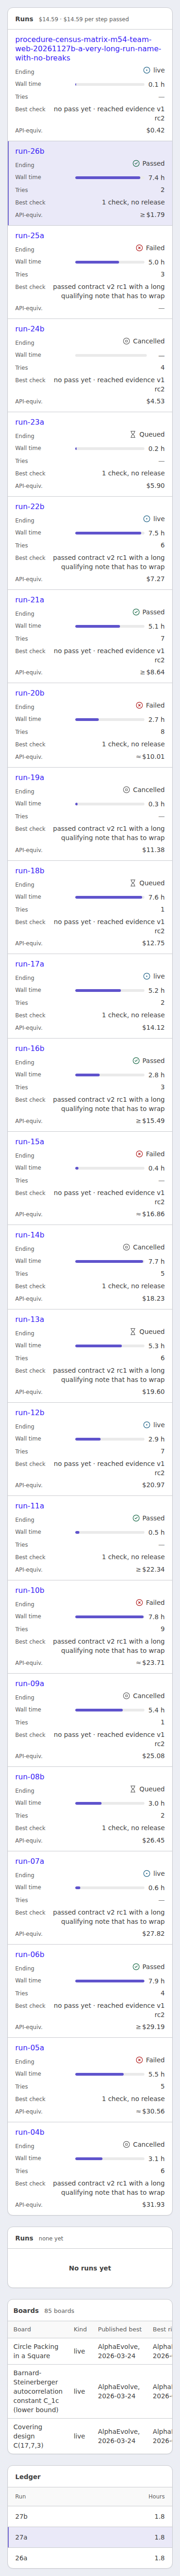 Runs $14.59 · $14.59 per step passed
procedure-census-matrix-m54-team-
web-20261127b-a-very-long-run-name-
with-no-breaks
Ending live
Wall time 0.1 h
Tries —
Best check no pass yet · reached evidence v1
rc2
API-equiv. $0.42
run-26b
Ending Passed
Wall time 7.4 h
Tries 2
Best check 1 check, no release
API-equiv. ≥ $1.79
run-25a
Ending Failed
Wall time 5.0 h
Tries 3
Best check passed contract v2 rc1 with a long
qualifying note that has to wrap
API-equiv. —
run-24b
Ending Cancelled
Wall time —
Tries 4
Best check no pass yet · reached evidence v1
rc2
API-equiv. $4.53
run-23a
Ending Queued
Wall time 0.2 h
Tries —
Best check 1 check, no release
API-equiv. $5.90
run-22b
Ending live
Wall time 7.5 h
Tries 6
Best check passed contract v2 rc1 with a long
qualifying note that has to wrap
API-equiv. $7.27
run-21a
Ending Passed
Wall time 5.1 h
Tries 7
Best check no pass yet · reached evidence v1
rc2
API-equiv. ≥ $8.64
run-20b
Ending Failed
Wall time 2.7 h
Tries 8
Best check 1 check, no release
API-equiv. ≈ $10.01
run-19a
Ending Cancelled
Wall time 0.3 h
Tries —
Best check passed contract v2 rc1 with a long
qualifying note that has to wrap
API-equiv. $11.38
run-18b
Ending Queued
Wall time 7.6 h
Tries 1
Best check no pass yet · reached evidence v1
rc2
API-equiv. $12.75
run-17a
Ending live
Wall time 5.2 h
Tries 2
Best check 1 check, no release
API-equiv. $14.12
run-16b
Ending Passed
Wall time 2.8 h
Tries 3
Best check passed contract v2 rc1 with a long
qualifying note that has to wrap
API-equiv. ≥ $15.49
run-15a
Ending Failed
Wall time 0.4 h
Tries —
Best check no pass yet · reached evidence v1
rc2
API-equiv. ≈ $16.86
run-14b
Ending Cancelled
Wall time 7.7 h
Tries 5
Best check 1 check, no release
API-equiv. $18.23
run-13a
Ending Queued
Wall time 5.3 h
Tries 6
Best check passed contract v2 rc1 with a long
qualifying note that has to wrap
API-equiv. $19.60
run-12b
Ending live
Wall time 2.9 h
Tries 7
Best check no pass yet · reached evidence v1
rc2
API-equiv. $20.97
run-11a
Ending Passed
Wall time 0.5 h
Tries —
Best check 1 check, no release
API-equiv. ≥ $22.34
run-10b
Ending Failed
Wall time 7.8 h
Tries 9
Best check passed contract v2 rc1 with a long
qualifying note that has to wrap
API-equiv. ≈ $23.71
run-09a
Ending Cancelled
Wall time 5.4 h
Tries 1
Best check no pass yet · reached evidence v1
rc2
API-equiv. $25.08
run-08b
Ending Queued
Wall time 3.0 h
Tries 2
Best check 1 check, no release
API-equiv. $26.45
run-07a
Ending live
Wall time 0.6 h
Tries —
Best check passed contract v2 rc1 with a long
qualifying note that has to wrap
API-equiv. $27.82
run-06b
Ending Passed
Wall time 7.9 h
Tries 4
Best check no pass yet · reached evidence v1
rc2
API-equiv. ≥ $29.19
run-05a
Ending Failed
Wall time 5.5 h
Tries 5
Best check 1 check, no release
API-equiv. ≈ $30.56
run-04b
Ending Cancelled
Wall time 3.1 h
Tries 6
Best check passed contract v2 rc1 with a long
qualifying note that has to wrap
API-equiv. $31.93
Runs none yet
No runs yet
Boards 85 boards
Board Kind Published best Best ri
Circle Packing
in a Square
live
AlphaEvolve,
2026-03-24
Alpha
2026-
Barnard-
Steinerberger
autocorrelation
constant C_1c
(lower bound)
live
AlphaEvolve,
2026-03-24
Alpha
2026-
Covering
design
C(17,7,3)
live
AlphaEvolve,
2026-03-24
Alpha
2026-
Ledger
Run Hours
27b 1.8
27a 1.8
26a 1.8